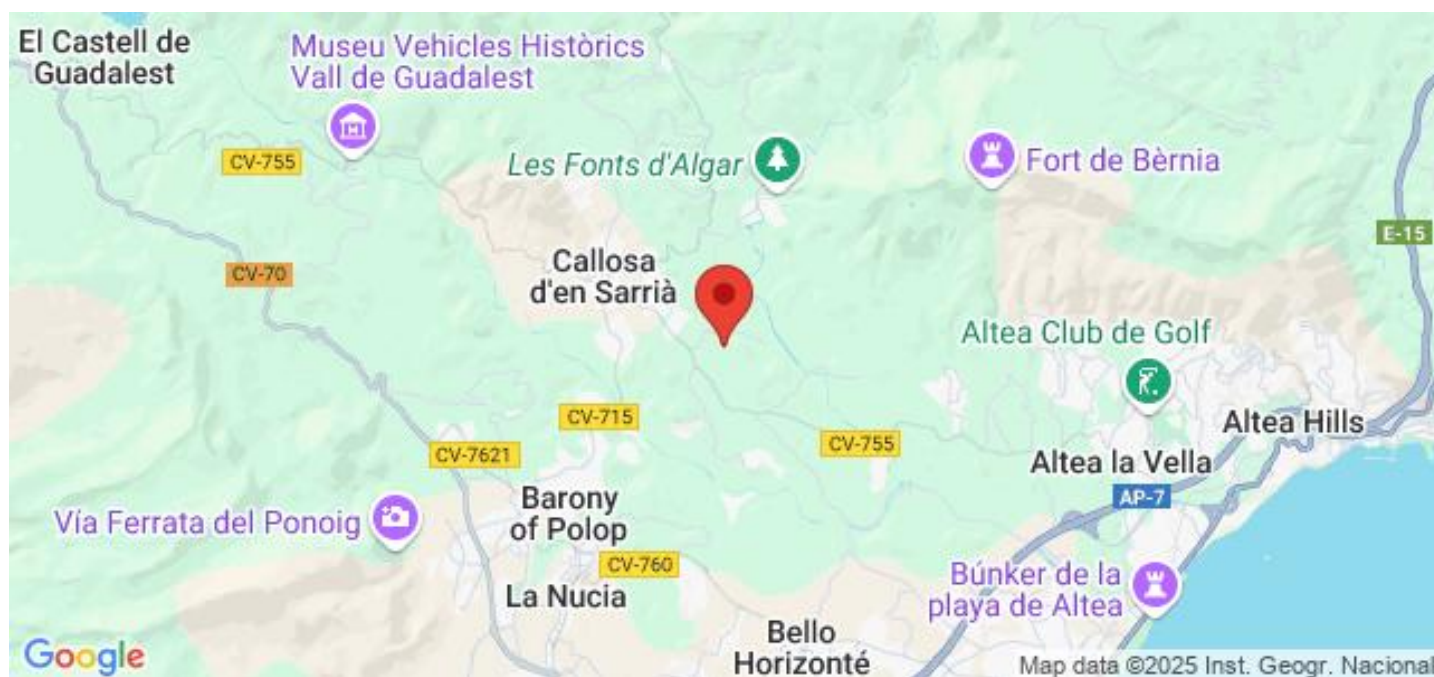 El Castell de
Guadalest
Museu Vehicles Històrics
Vall de Guadalest
CV-755
Les Fonts d'Algar
Fort de Bèrnia
E-15
CV-70
Callosa
d'en Sarrià
Altea Club de Golf
CV-715
CV-7621
CV-755
Altea Hills
Altea la Vella
AP-7
Vía Ferrata del Ponoig
Barony
of Polop
CV-760
La Nucia
Búnker de la
playa de Altea
Bello
Horizonté
Google
Map data ©2025 Inst. Geogr. Nacional